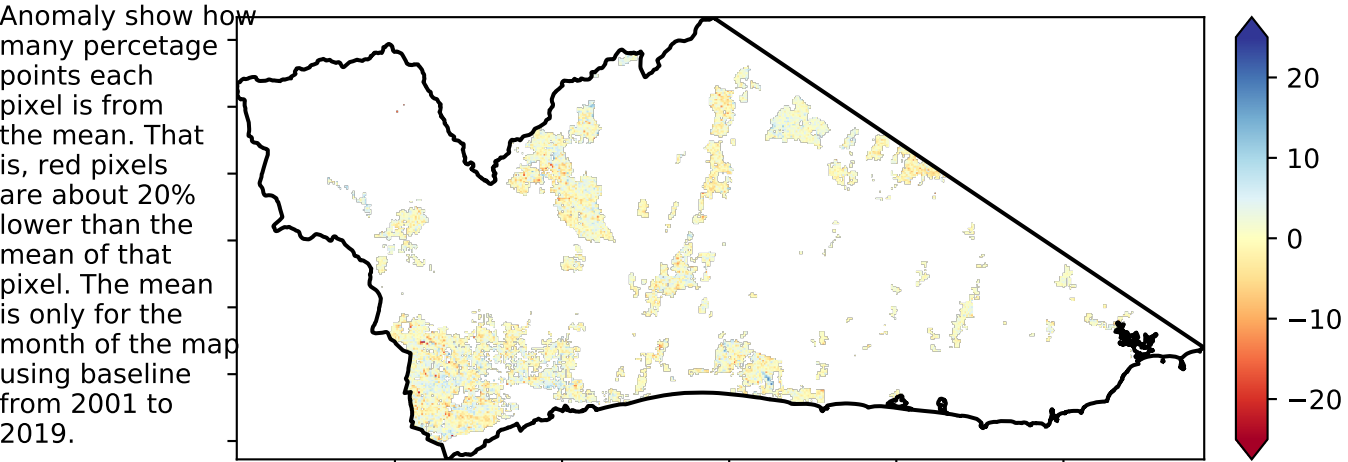 Anomaly show how
many percetage
points each
pixel is from
the mean. That
is, red pixels
are about 20%
lower than the
mean of that
pixel. The mean
is only for the
month of the map
using baseline
from 2001 to
2019.
20
10
0
−10
−20